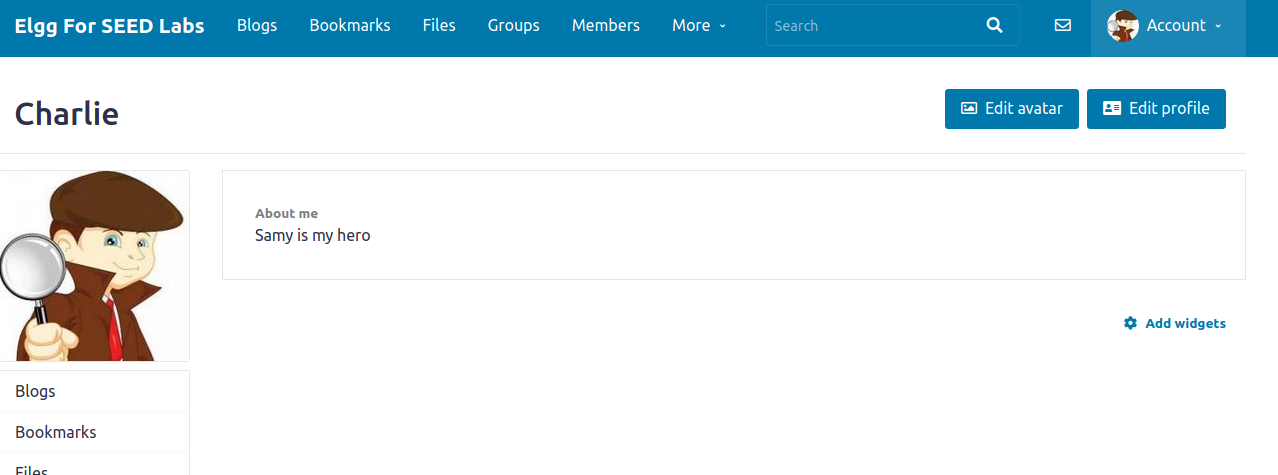 Elgg For SEED Labs Blogs Bookmarks Files Groups Members More Search Account
Charlie
Edit avatar Edit profile
About me
Samy is my hero
Add widgets
Blogs
Bookmarks
Files